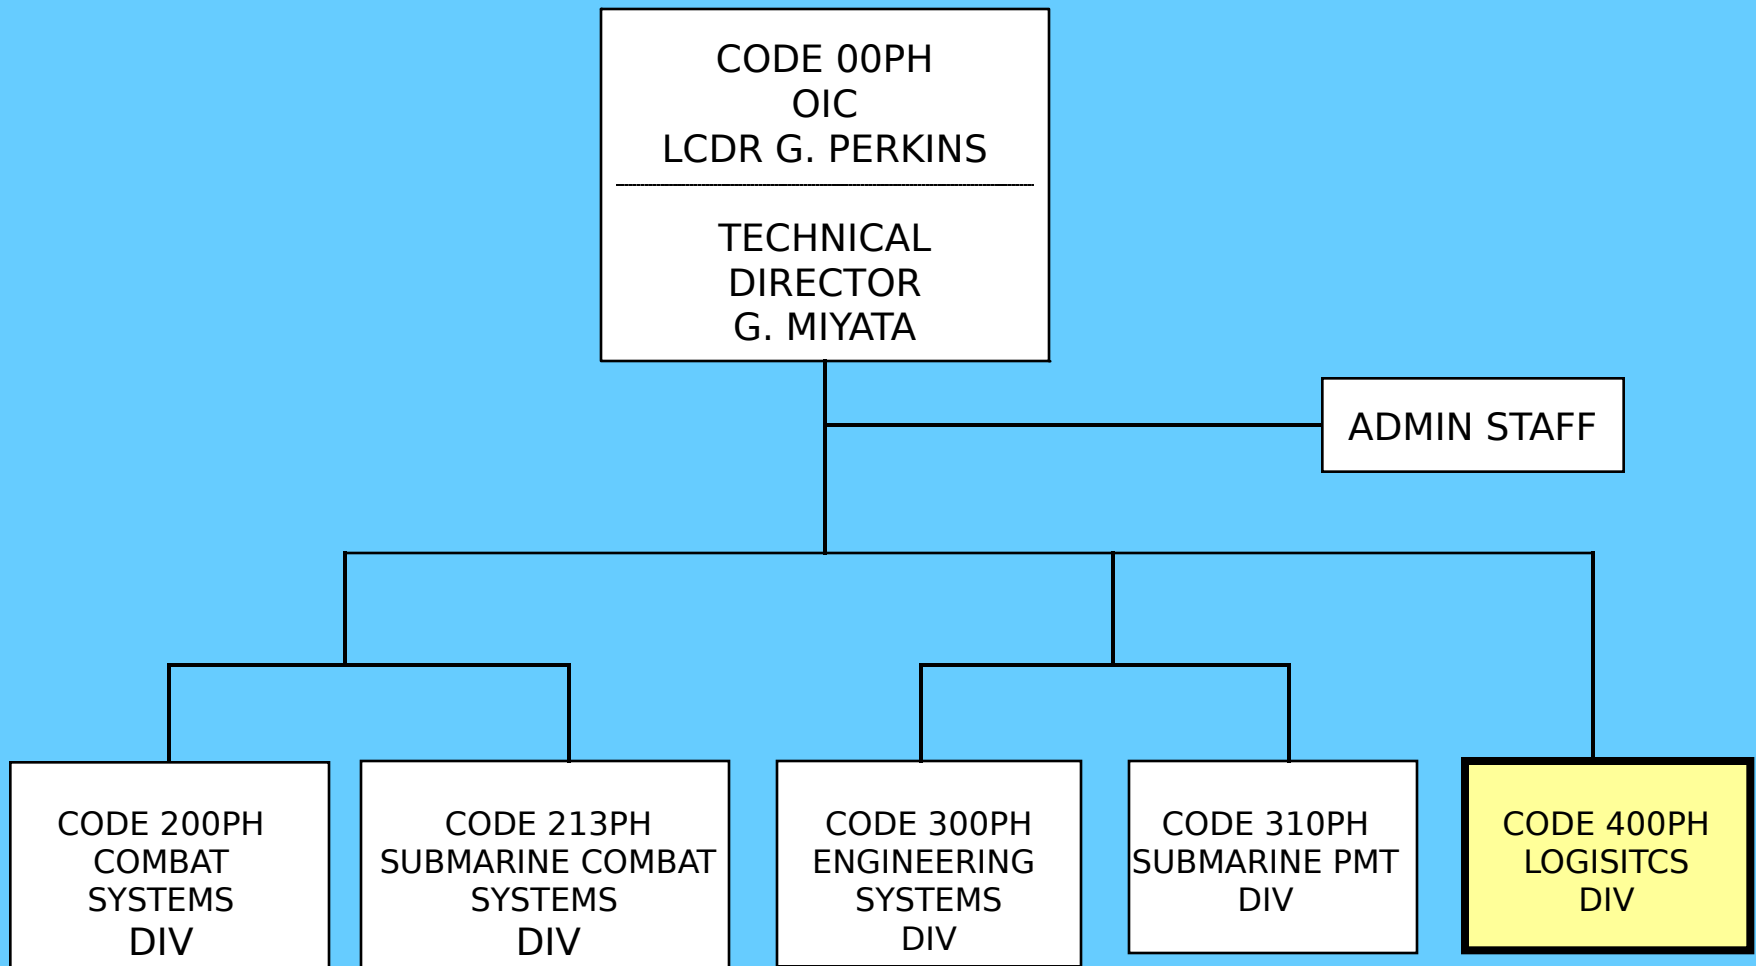 CODE 00PH
OIC
LCDR G. PERKINS
TECHNICAL
DIRECTOR
G. MIYATA
ADMIN STAFF
CODE 200PH
COMBAT
SYSTEMS
DIV
CODE 213PH
SUBMARINE COMBAT
SYSTEMS
DIV
CODE 300PH
ENGINEERING
SYSTEMS
DIV
CODE 310PH
SUBMARINE PMT
DIV
CODE 400PH
LOGISITCS
DIV